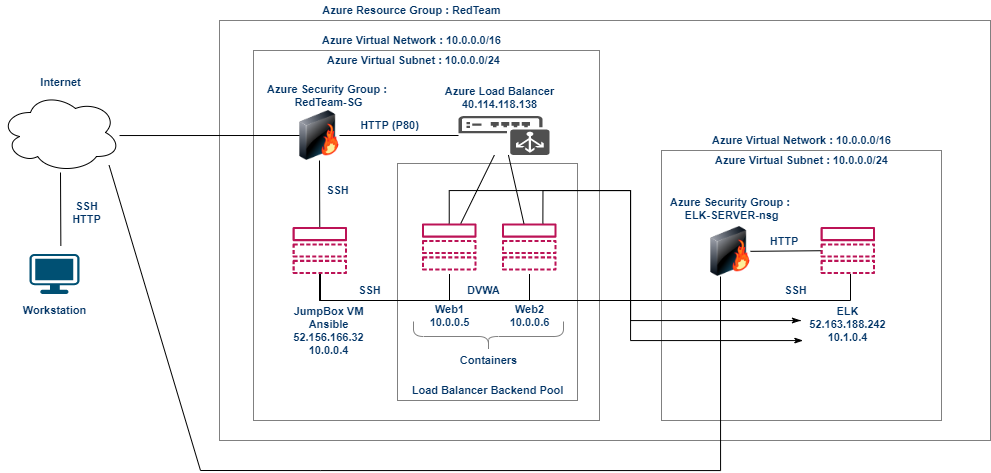 Azure Resource Group : RedTeam
Azure Virtual Network : 10.0.0.0/16
Azure Virtual Subnet : 10.0.0.0/24
Internet
Azure Security Group :
RedTeam-SG
Azure Load Balancer
40.114.118.138
HTTP (P80)
Azure Virtual Network : 10.0.0.0/16
Azure Virtual Subnet : 10.0.0.0/24
SSH
SSH
HTTP
Azure Security Group :
ELK-SERVER-nsg
HTTP
Workstation
SSH
DVWA
SSH
JumpBox VM
Ansible
52.156.166.32
10.0.0.4
Web1
10.0.0.5
Web2
10.0.0.6
ELK
52.163.188.242
10.1.0.4
Containers
Load Balancer Backend Pool